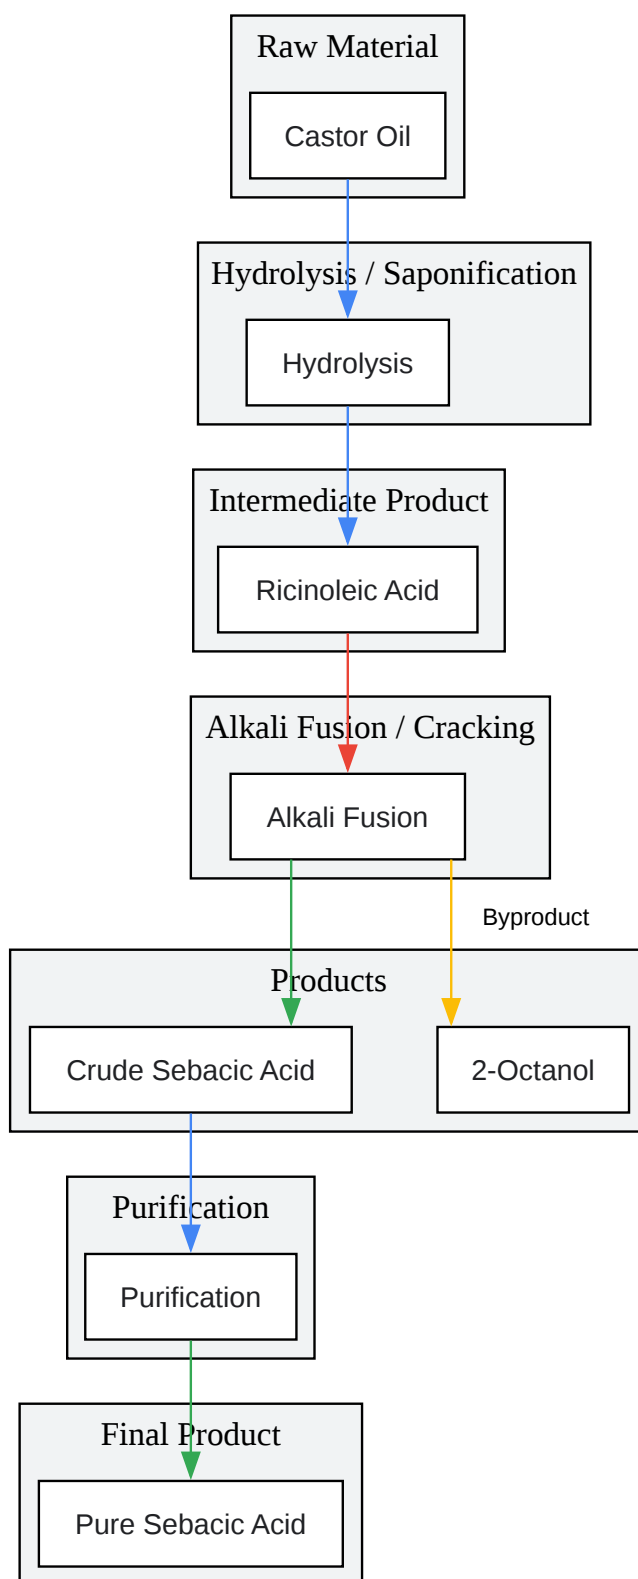 Raw Material
Castor Oil
Hydrolysis / Saponification
Hydrolysis
Intermediate Product
Ricinoleic Acid
Alkali Fusion / Cracking
Alkali Fusion
Byproduct
Products
Crude Sebacic Acid
2-Octanol
Purification
Purification
Final Product
Pure Sebacic Acid